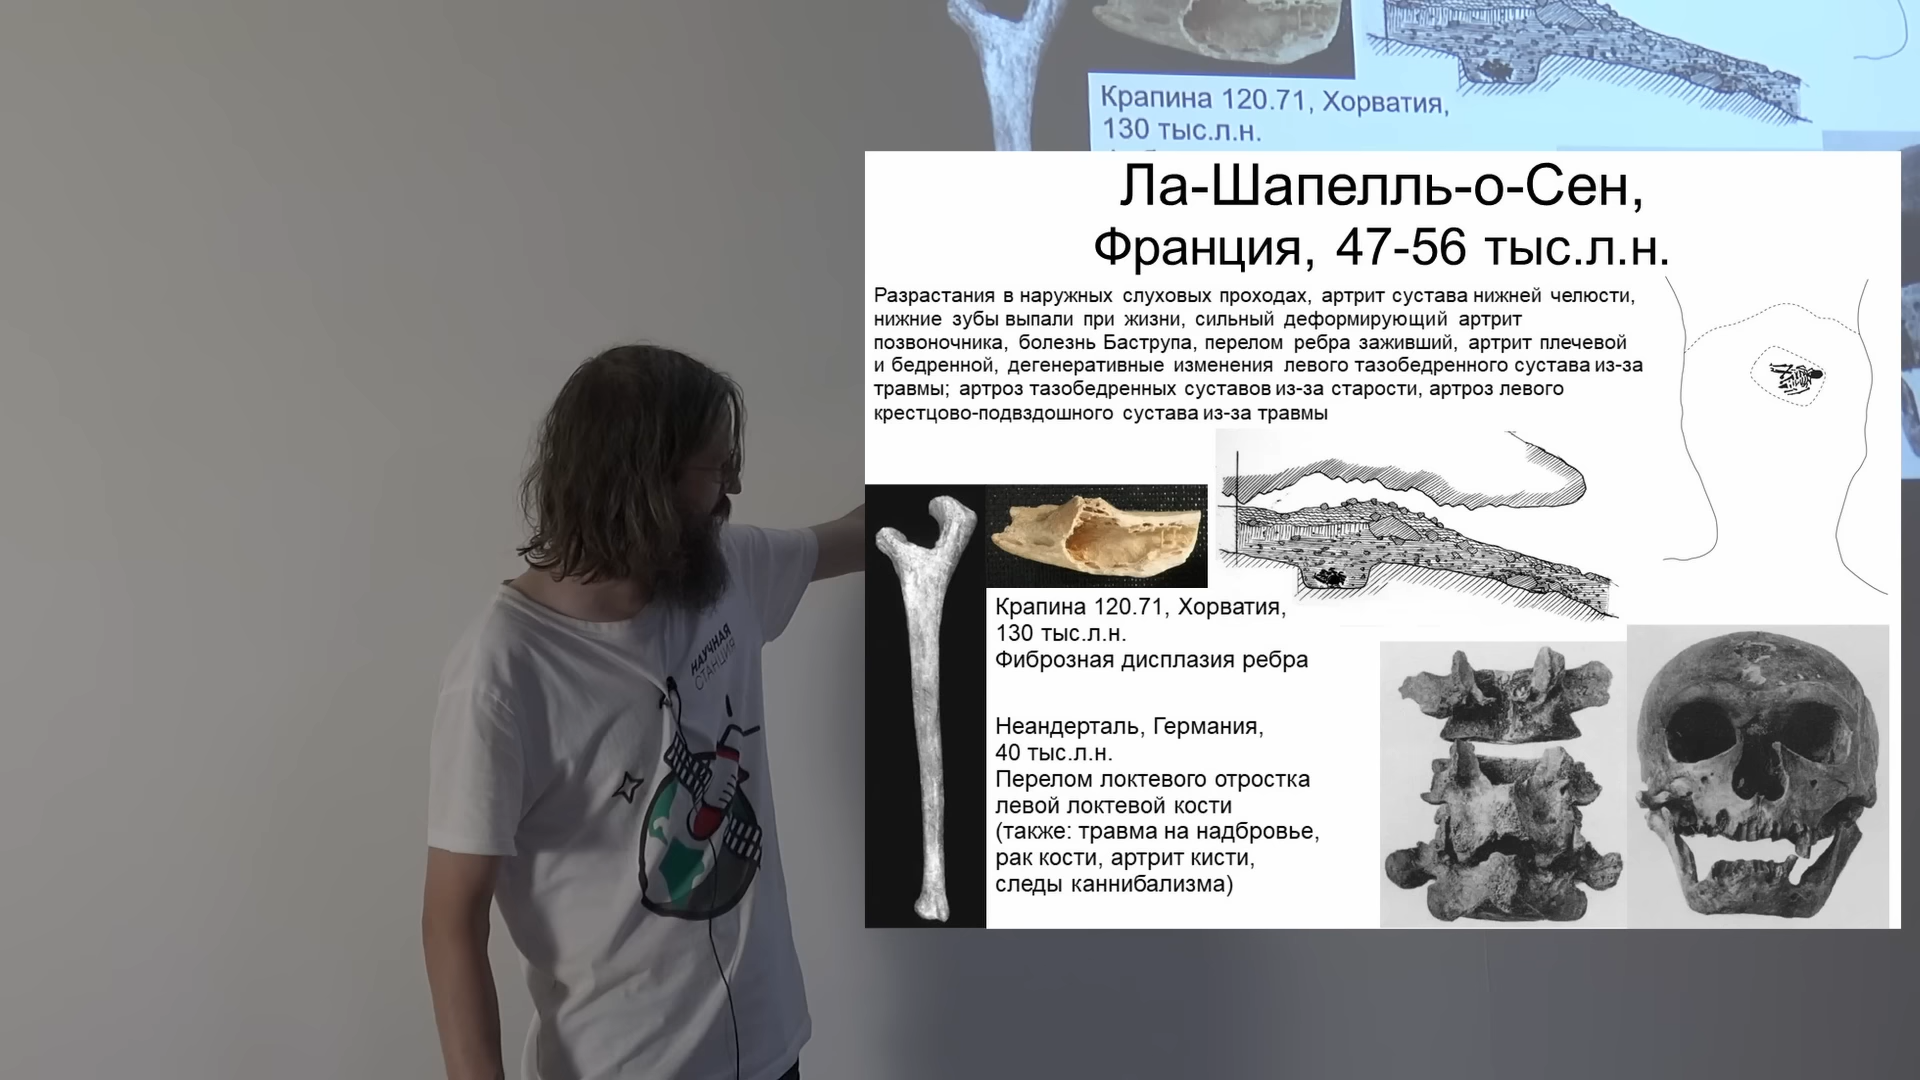 Крапина 120.71, Хорватия,
130 тыс.л.н.
Ла-Шапелль-о-Сен,
Франция, 47-56 тыс.л.н.
Разрастания в наружных слуховых проходах, артрит сустава нижней челюсти,
нижние зубы выпали при жизни, сильный деформирующий артрит
позвоночника, болезнь Баструпа, перелом ребра заживший, артрит плечевой
и бедренной, дегенеративные изменения левого тазобедренного сустава из-за
травмы; артроз тазобедренных суставов из-за старости, артроз левого
крестцово-подвздошного сустава из-за травмы
Крапина 120.71, Хорватия,
130 тыс.л.н.
Фиброзная дисплазия ребра
Неандерталь, Германия,
40 тыс.л.н.
Перелом локтевого отростка
левой локтевой кости
(также: травма на надбровье,
рак кости, артрит кисти,
следы каннибализма)
НАУЧНАЯ
СТАНЦИЯ